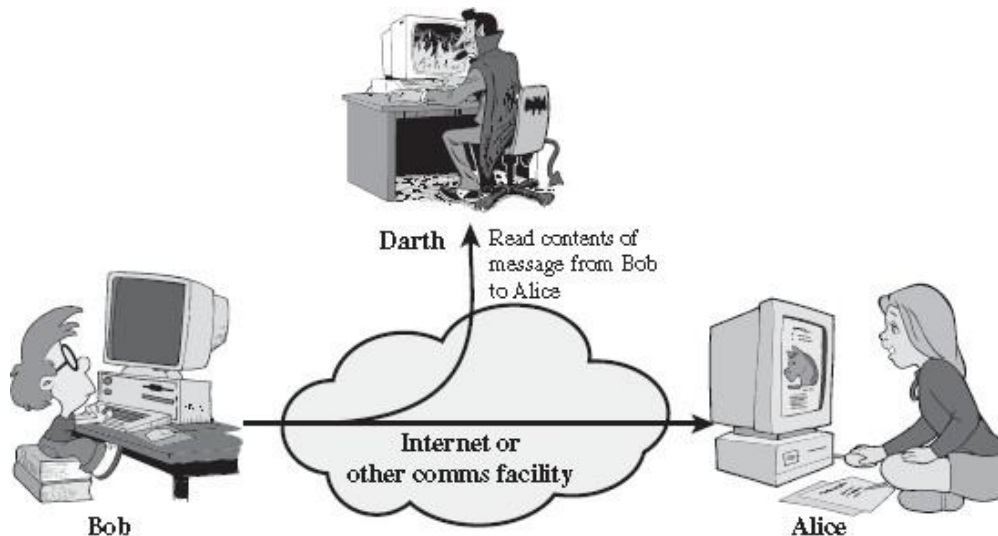 Darth
Read contents of
message from Bob
to Alice
Internet or
other comms facility
Bob
Alice